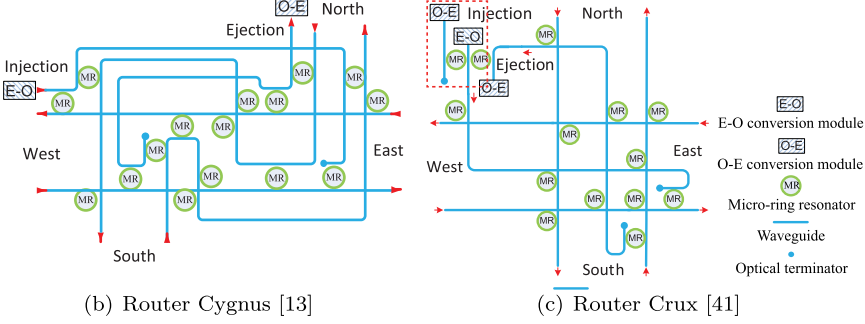 O-E
North
Ejection
Injection
MR
MR
MR
MR
E-O
MR
MR
MR
MR
MR
MR
West
MR
East
MR
MR
MR
MR
MR
MR
South
(b) Router Cygnus [13]
O-E
Injection
North
E-O
MR
MR
MR
Ejection
O-E
MR
MR
MR
MR
West
MR
East
MR
MR
MR
MR
MR
MR
South
(c) Router Crux [41]
E-O
E-O conversion module
O-E
O-E conversion module
MR
Micro-ring resonator
Waveguide
Optical terminator